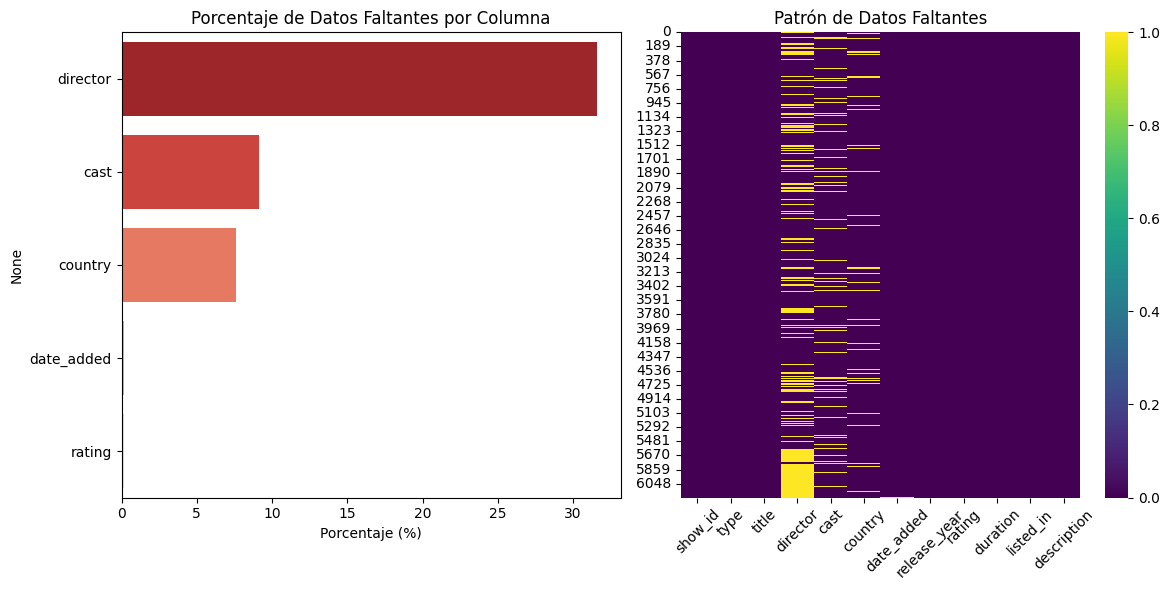 Porcentaje de Datos Faltantes por Columna
None
director
cast
country
date_added
rating
0 5 10 15 20 25 30
Porcentaje (%)
Patrón de Datos Faltantes
0
189
378
567
756
945
1134
1323
1512
1701
1890
2079
2268
2457
2646
2835
3024
3213
3402
3591
3780
3969
4158
4347
4536
4725
4914
5103
5292
5481
5670
5859
6048
show_id
type
title
director
cast
country
date_added
release_year
rating
duration
listed_in
description
1.0
0.8
0.6
0.4
0.2
0.0